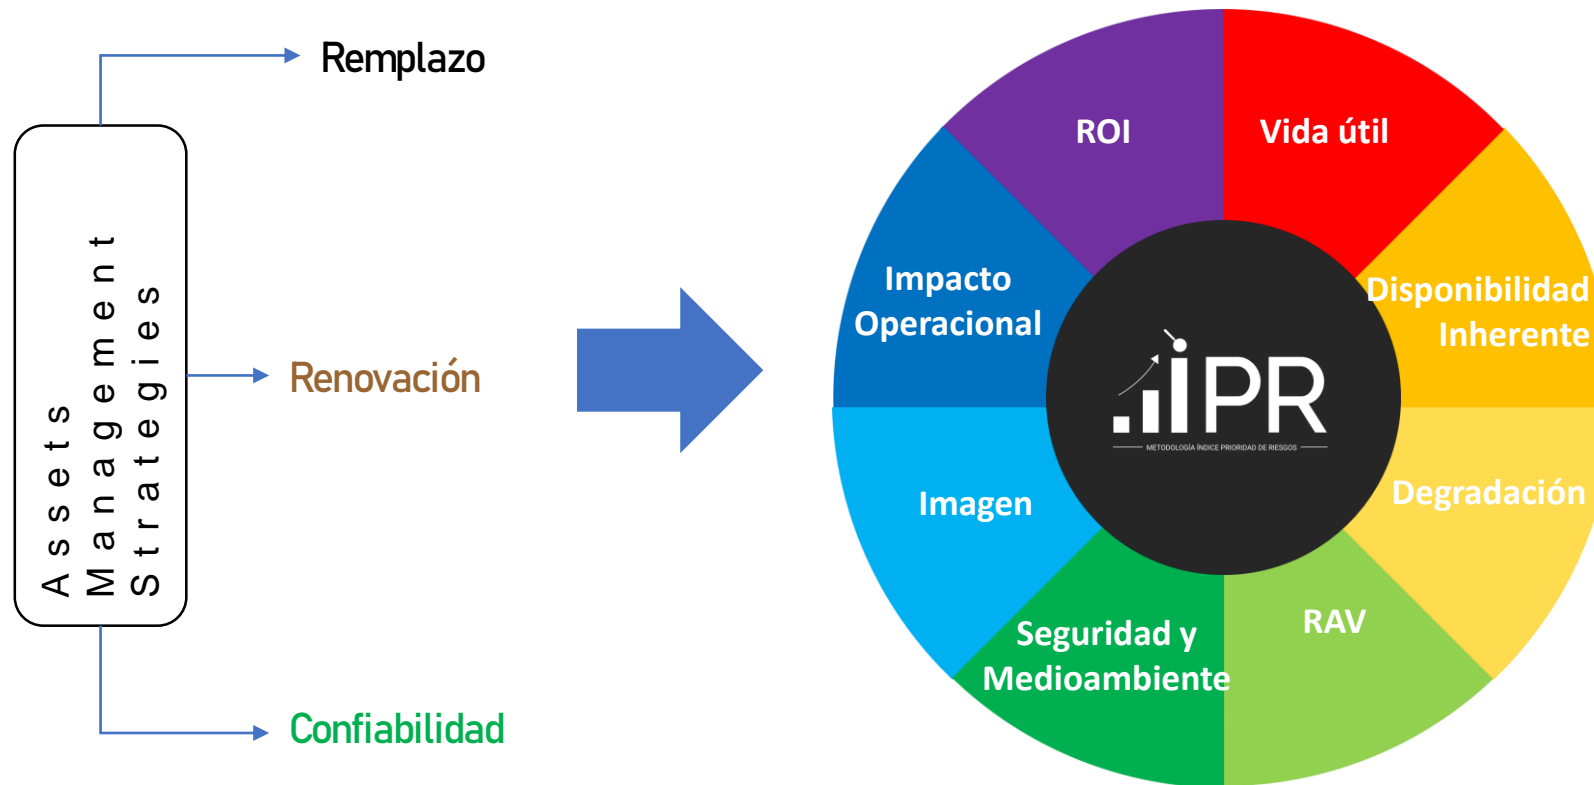 Remplazo
Assets
Management
Strategies
Renovación
Confiabilidad
ROI
Vida útil
Impacto
Operacional
Disponibilidad
Inherente
iPR
METODOLOGÍA ÍNDICE PRIORIDAD DE RIESGOS
Imagen
Degradación
Seguridad y
Medioambiente
RAV